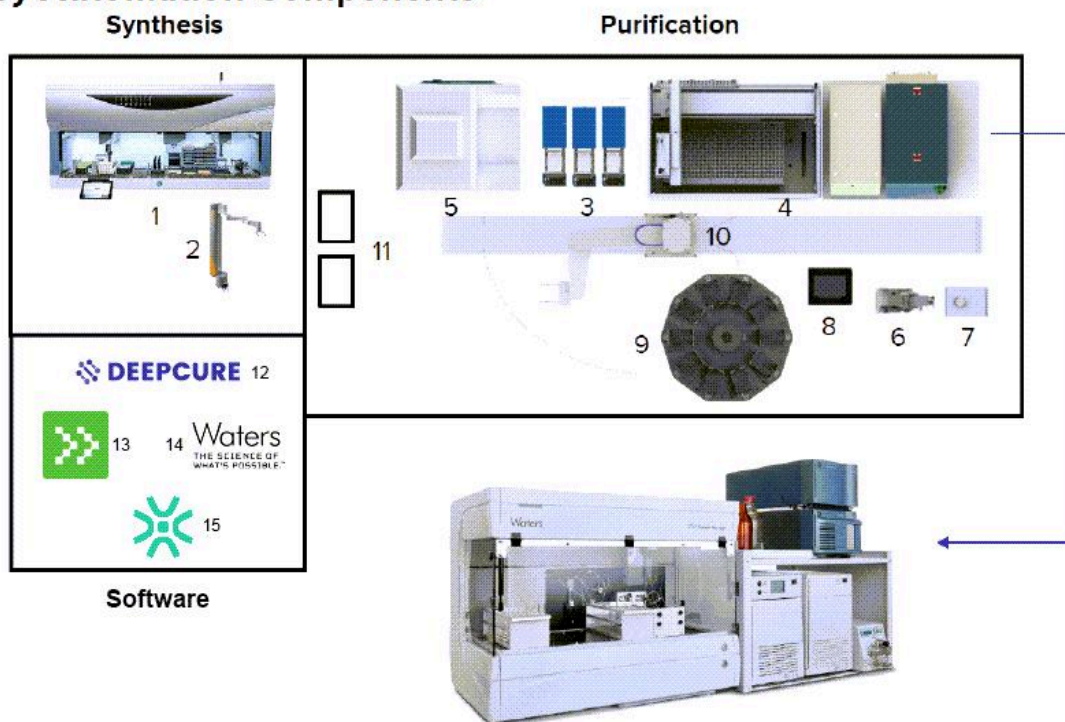 Synthesis
Purification
1
2
3
4
5
6
7
8
9
10
11
DEEPCURE 12
13
14 Waters
THE SCIENCE OF
WHAT'S POSSIBLE.™
15
Software
Waters